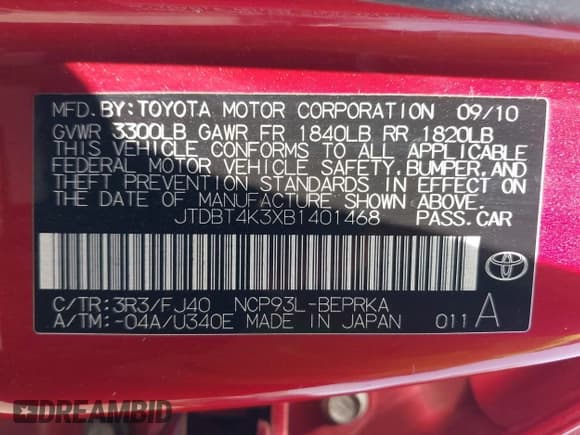 MFD.BY:TOYOTA MOTOR CORPORATION 09/10
GVWR 3300LB GAWR FR 1840LB RR 1820LB
THIS VEHICLE CONFORMS TO ALL APPLICABLE
FEDERAL MOTOR VEHICLE SAFETY,BUMPER,AND
THEFT PREVENTION STANDARDS IN EFFECT ON
THE DATE OF MANUFACTURE SHOWN ABOVE.
JTDBT4K3XB1401468 PASS.CAR
C/TR:3R3/FJ40 NCP93L-BEPRKA
A/TM:-04A/U340E MADE IN JAPAN 011 A
DREAMBID